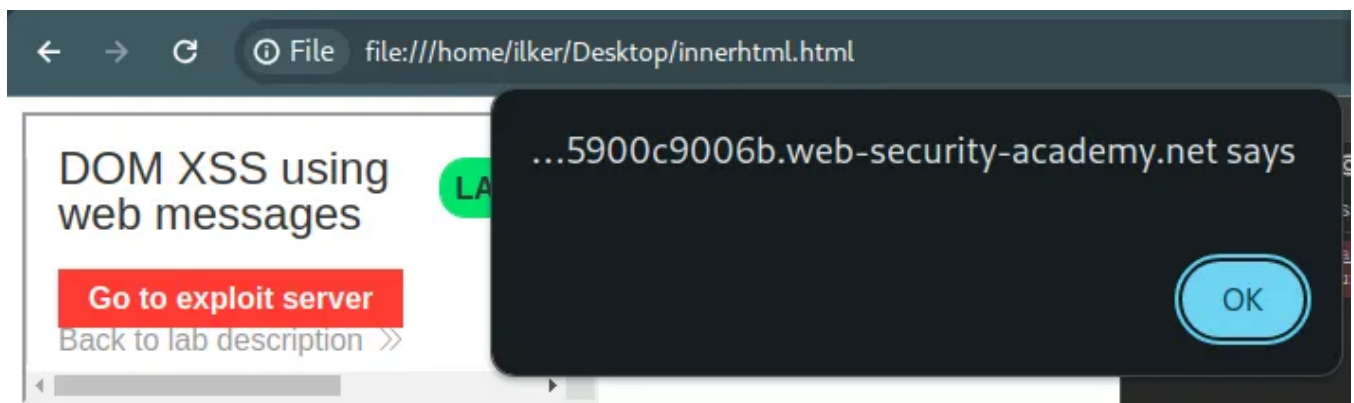 File file:///home/ilker/Desktop/innerhtml.html
DOM XSS using
web messages
LA
Go to exploit server
Back to lab description
...5900c9006b.web-security-academy.net says
OK